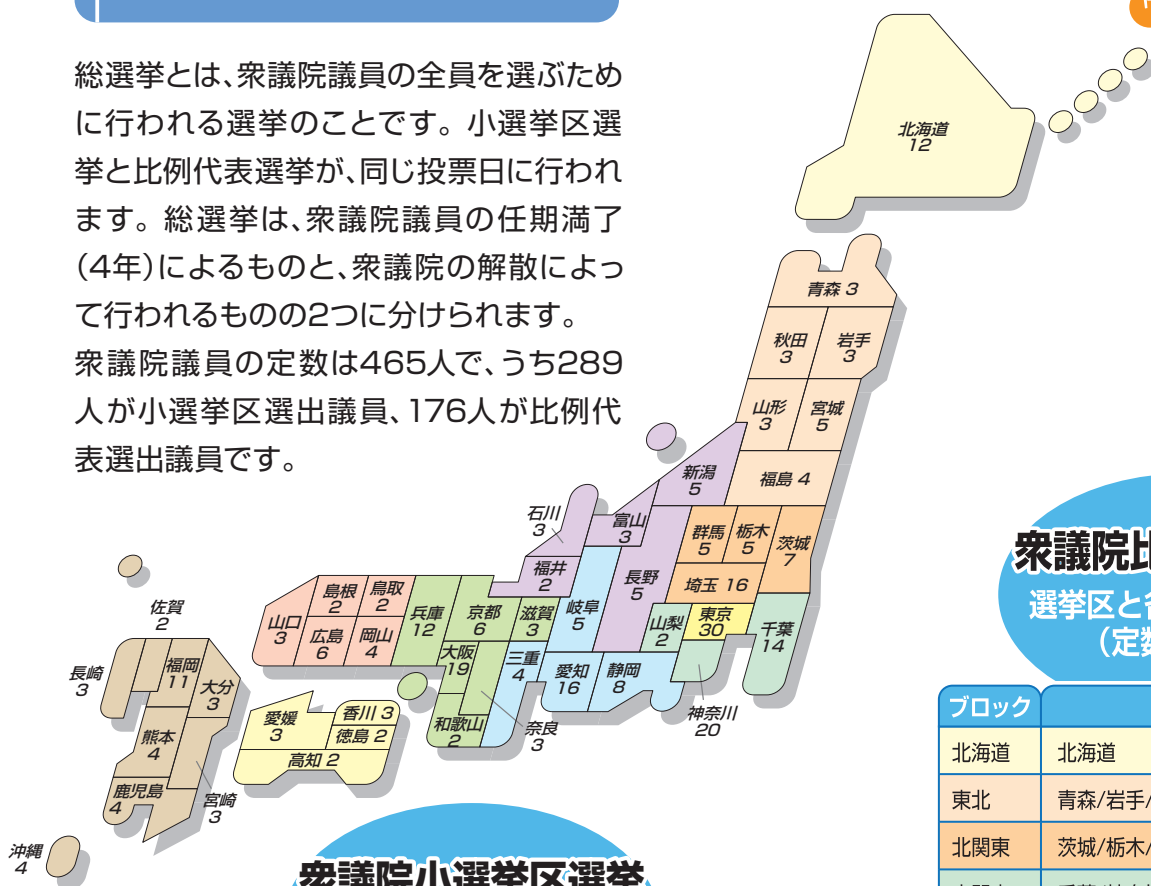 総選挙とは、衆議院議員の全員を選ぶため
に行われる選挙のことです。小選挙区選
挙と比例代表選挙が、同じ投票日に行われ
ます。総選挙は、衆議院議員の任期満了
（4年）によるものと、衆議院の解散によっ
て行われるものの2つに分けられます。
衆議院議員の定数は465人で、うち289
人が小選挙区選出議員、176人が比例代
表選出議員です。
北海道
12
青森 3
秋田
3
岩手
3
山形
3
宮城
5
福島 4
新潟
5
石川
3
富山
3
福井
2
長野
5
群馬
5
栃木
5
茨城
7
埼玉 16
山梨
2
東京
30
千葉
14
神奈川
20
岐阜
5
愛知
16
静岡
8
三重
4
滋賀
3
京都
6
兵庫
12
大阪
19
奈良
3
和歌山
2
鳥取
2
島根
2
岡山
4
広島
6
山口
3
香川 3
徳島 2
愛媛
3
高知 2
佐賀
2
長崎
3
福岡
11
大分
3
熊本
4
宮崎
3
鹿児島
4
沖縄
4
衆議院小選挙区選挙
衆議院比
選挙区と
（定数
ブロック
北海道 北海道
東北 青森/岩手/
北関東 茨城/栃木/